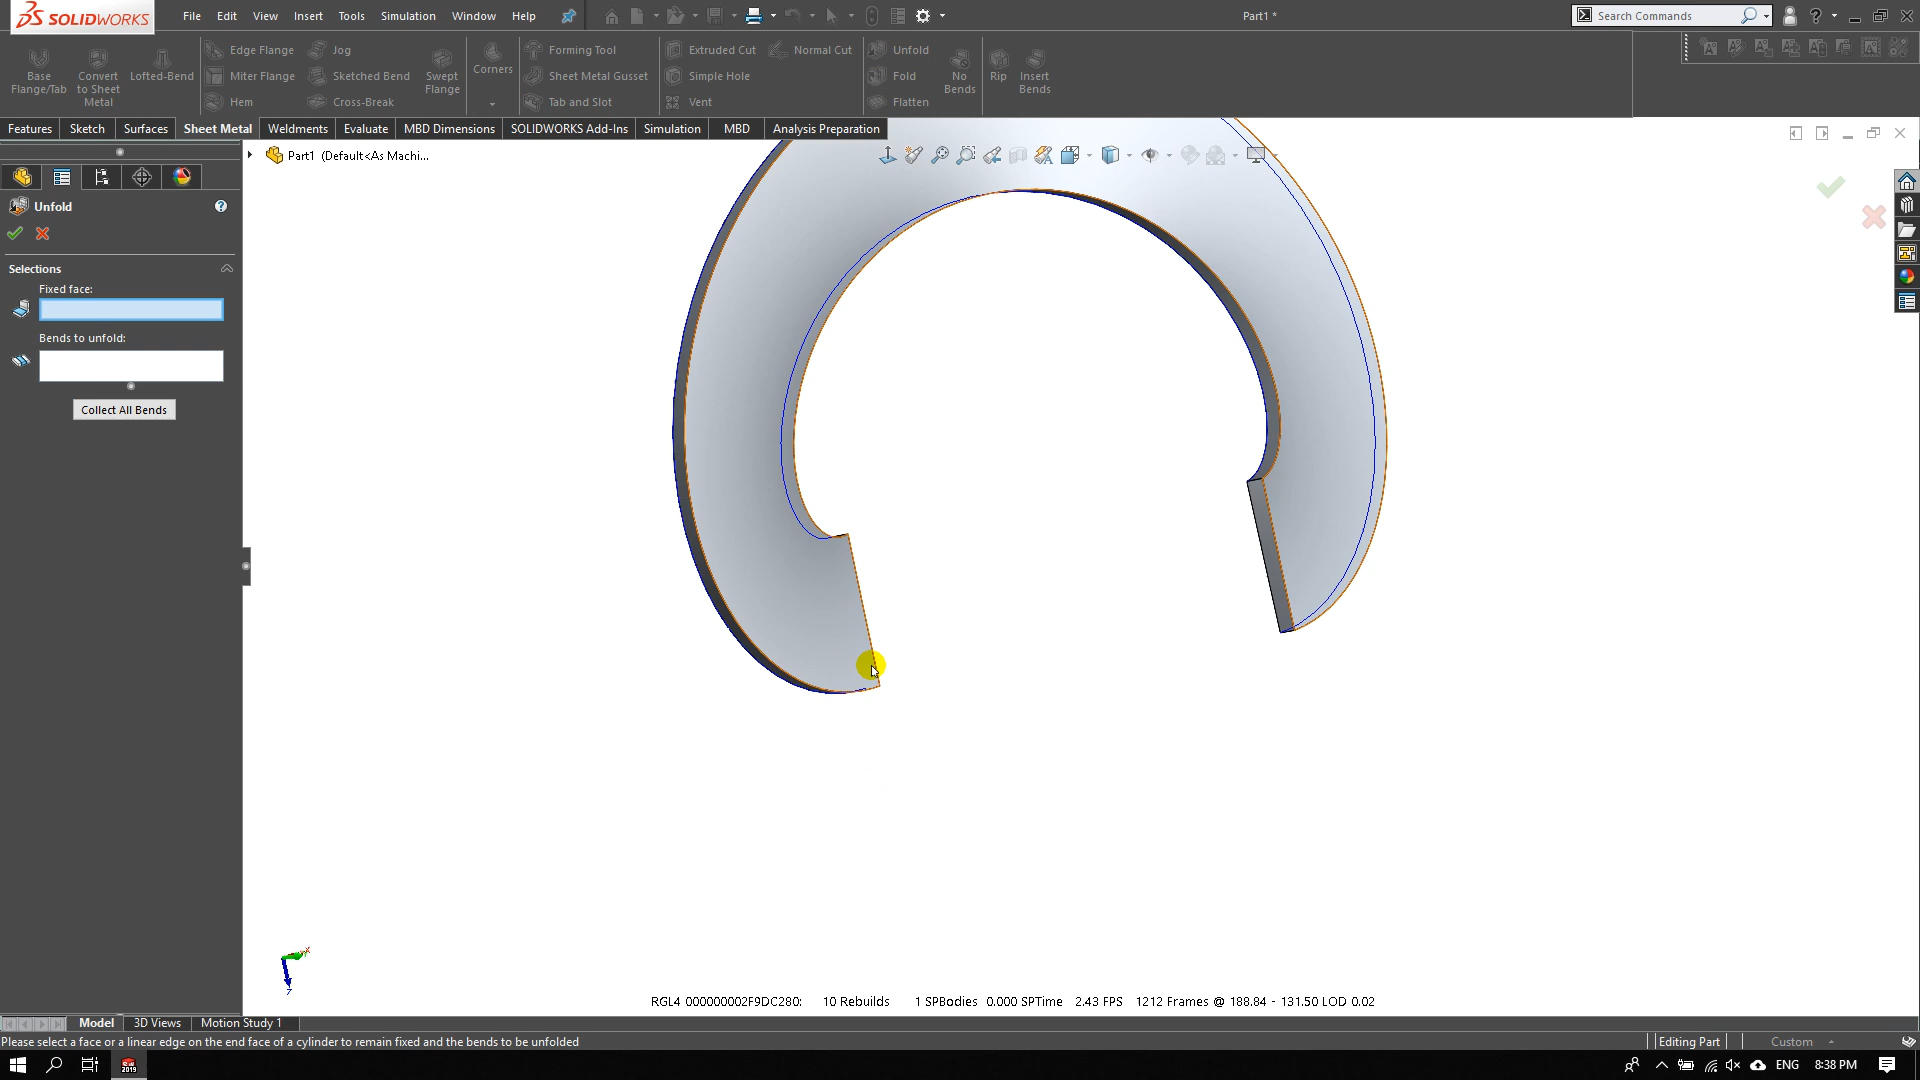 SOLIDWORKS
File Edit View Insert Tools Simulation Window Help
Part1 *
Search Commands
Base Flange/Tab
Convert to Sheet Metal
Lofted-Bend
Edge Flange
Miter Flange
Hem
Jog
Sketched Bend
Cross-Break
Swept Flange
Corners
Forming Tool
Sheet Metal Gusset
Tab and Slot
Extruded Cut
Simple Hole
Vent
Normal Cut
Unfold
Fold
Flatten
No Bends
Rip
Insert Bends
Features Sketch Surfaces Sheet Metal Weldments Evaluate MBD Dimensions SOLIDWORKS Add-Ins Simulation MBD Analysis Preparation
Part1 (Default<As Machi...
Unfold
Selections
Fixed face:
Bends to unfold:
Collect All Bends
RGL4 000000002F9DC280: 10 Rebuilds 1 SPBodies 0.000 SPTime 2.43 FPS 1212 Frames @ 188.84 - 131.50 LOD 0.02
Model 3D Views Motion Study 1
Please select a face or a linear edge on the end face of a cylinder to remain fixed and the bends to be unfolded
Editing Part
Custom
2019
ENG
8:38 PM